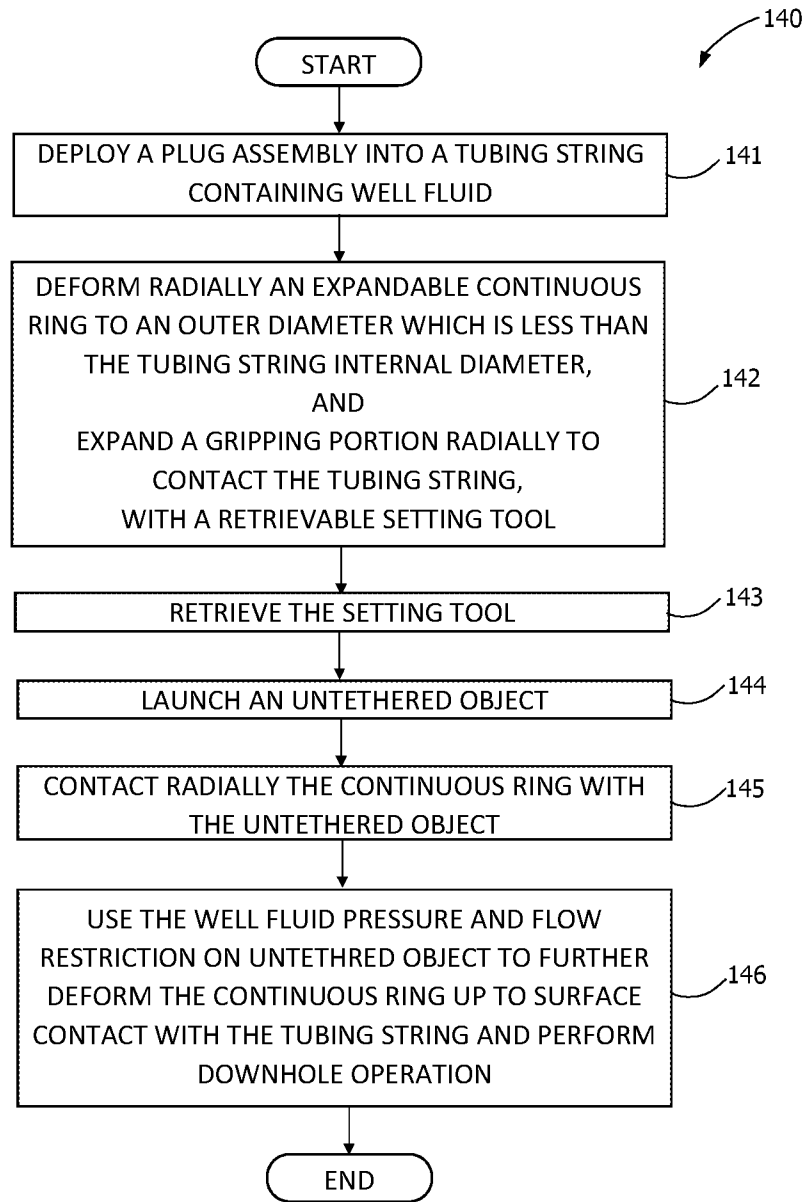 140
START
DEPLOY A PLUG ASSEMBLY INTO A TUBING STRING
CONTAINING WELL FLUID
141
DEFORM RADIALLY AN EXPANDABLE CONTINUOUS
RING TO AN OUTER DIAMETER WHICH IS LESS THAN
THE TUBING STRING INTERNAL DIAMETER,
AND
EXPAND A GRIPPING PORTION RADIALLY TO
CONTACT THE TUBING STRING,
WITH A RETRIEVABLE SETTING TOOL
142
RETRIEVE THE SETTING TOOL
143
LAUNCH AN UNTETHERED OBJECT
144
CONTACT RADIALLY THE CONTINUOUS RING WITH
THE UNTETHERED OBJECT
145
USE THE WELL FLUID PRESSURE AND FLOW
RESTRICTION ON UNTETHRED OBJECT TO FURTHER
DEFORM THE CONTINUOUS RING UP TO SURFACE
CONTACT WITH THE TUBING STRING AND PERFORM
DOWNHOLE OPERATION
146
END